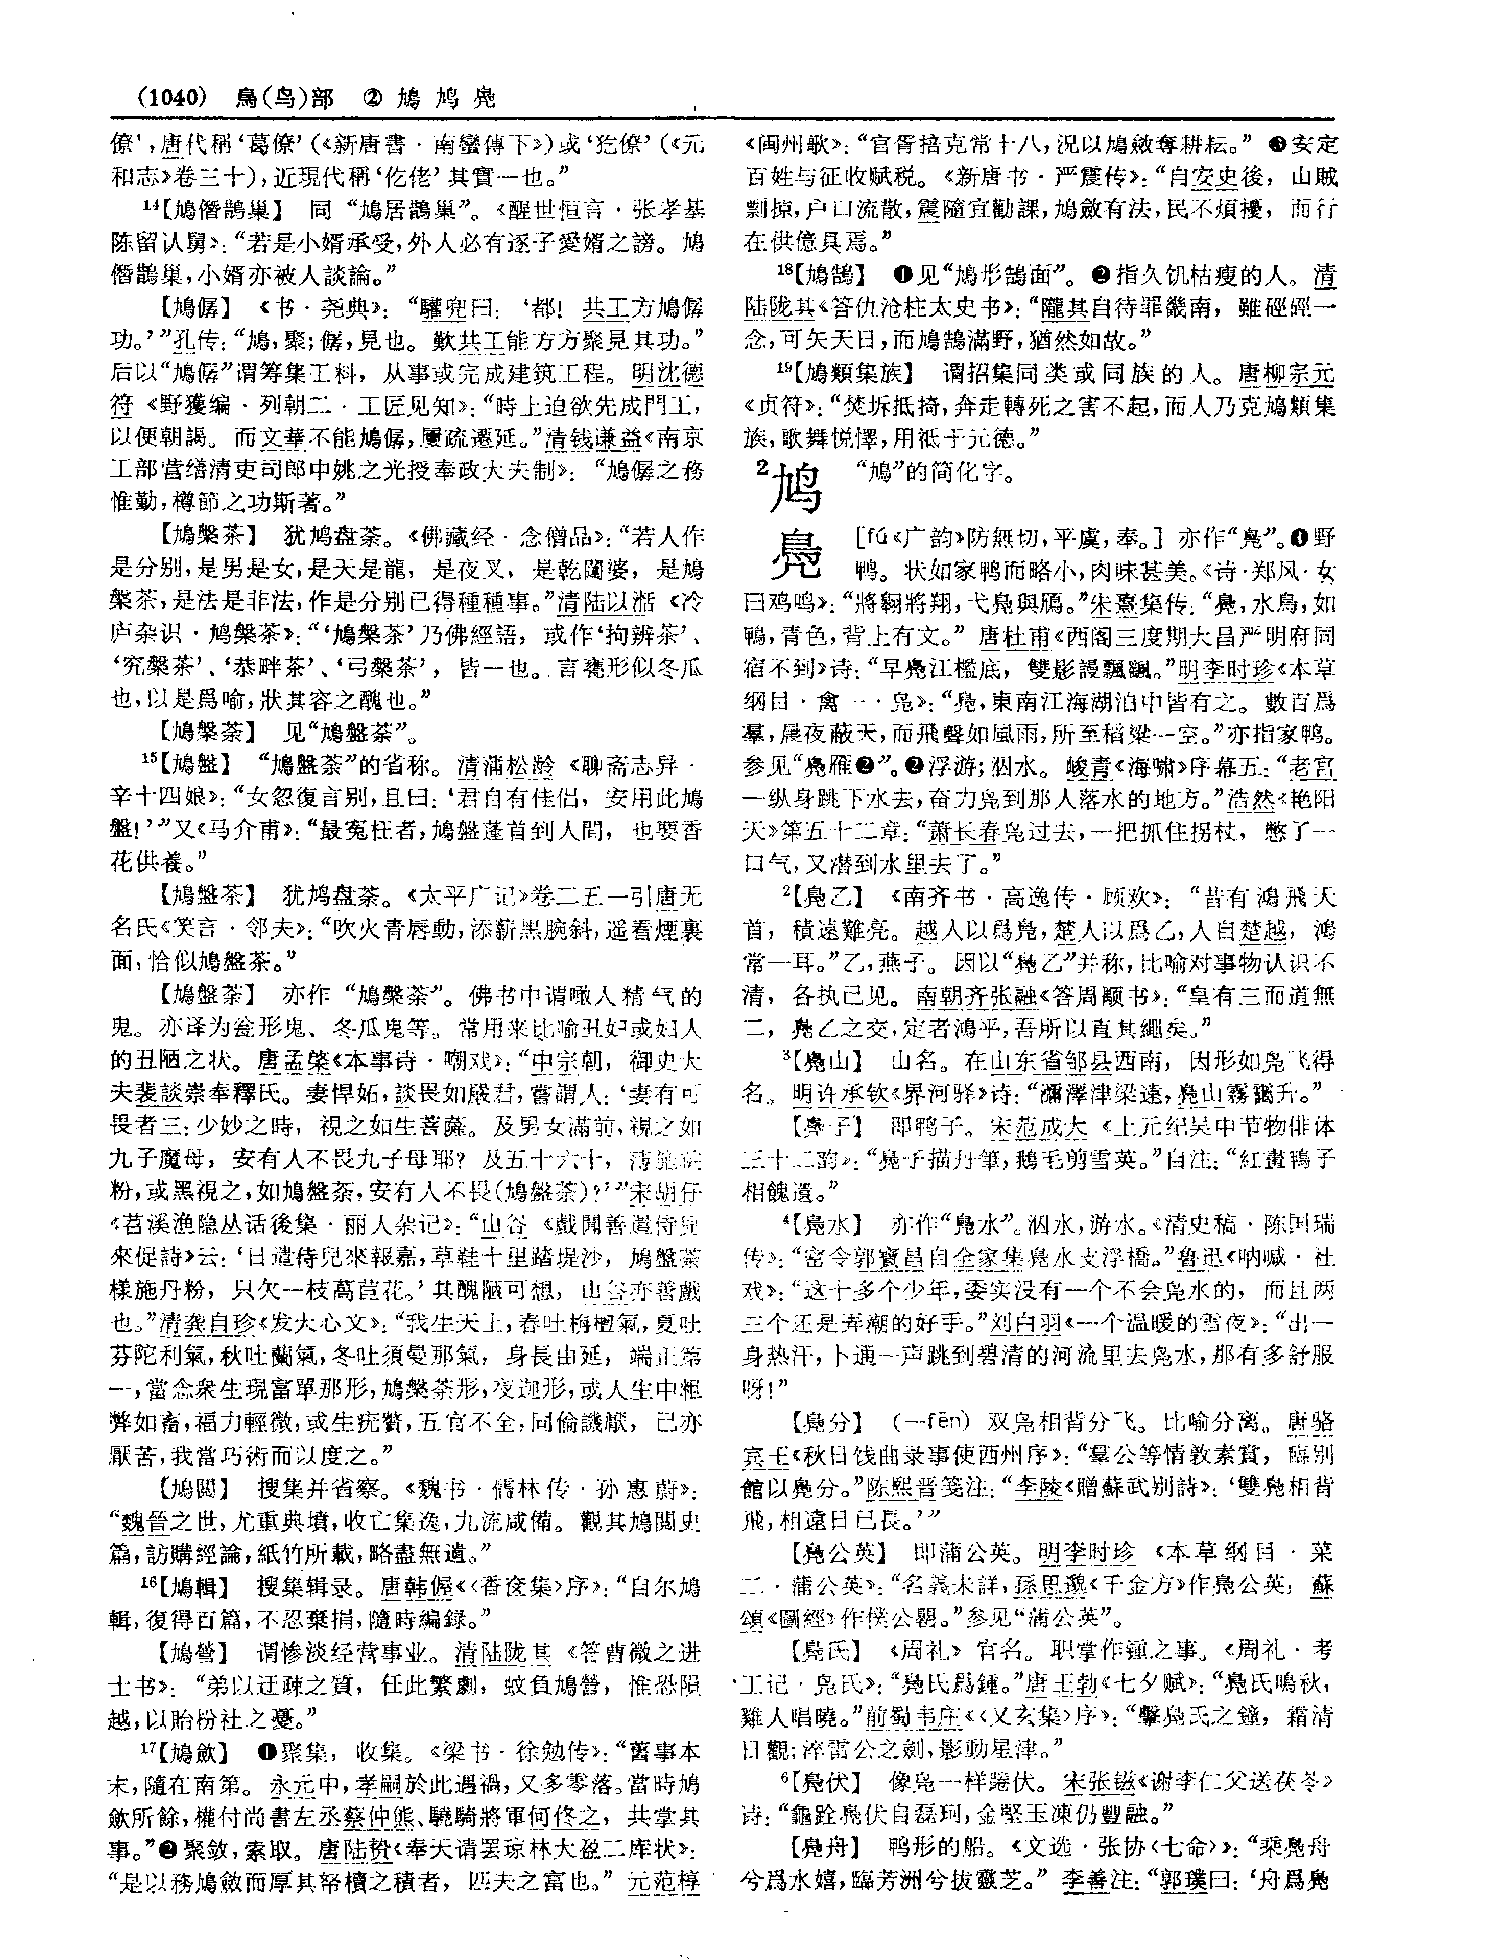 (1040) 鳥(鸟)部 ② 鳩 鸠 鳧
僚’，唐代稱‘葛僚’(《新唐書·南蠻傳下》)或‘犵僚’(《元
和志》卷三十)，近現代稱‘仡佬’其實一也。”
14【鳩僭鵲巢】 同“鳩居鵲巢”。《醒世恒言·张孝基
陈留认舅》：“若是小婿承受，外人必有逐子愛婿之謗。鳩
僭鵲巢，小婿亦被人談論。”
【鳩僝】 《书·尧典》：“驩兜曰：‘都！共工方鳩僝
功。’”孔传：“鳩，聚；僝，見也。歎共工能方方聚見其功。”
后以“鳩僝”谓筹集工料，从事或完成建筑工程。明沈德
符《野獲编·列朝二·工匠见知》：“時上迫欲先成門工，
以便朝謁。而文華不能鳩僝，屢疏遷延。”清钱谦益《南京
工部营缮清吏司郎中姚之光授奉政大夫制》：“鳩僝之務
惟勤，樽節之功斯著。”
【鳩槃茶】 犹鸠盘荼。《佛藏经·念僧品》：“若人作
是分别，是男是女，是天是龍，是夜叉，是乾闥婆，是鳩
槃茶，是法是非法，作是分别已得種種事。”清陆以湉《冷
庐杂识·鸠槃茶》：“‘鳩槃茶’乃佛經語，或作‘拘辨茶’、
‘究槃茶’、‘恭畔茶’、‘弓槃茶’，皆一也。言甕形似冬瓜
也，以是爲喻，狀其容之醜也。”
【鳩槃荼】 见“鳩盤荼”。
15【鳩盤】 “鳩盤荼”的省称。清蒲松龄《聊斋志异·
辛十四娘》：“女忽復言别，且曰：‘君自有佳侣，安用此鳩
盤！’”又《马介甫》：“最冤枉者，鳩盤蓬首到人間，也要香
花供養。”
【鳩盤茶】 犹鸠盘荼。《太平广记》卷二五一引唐无
名氏《笑言·邻夫》：“吹火青唇動，添薪黑腕斜，遥看煙裏
面，恰似鳩盤茶。”
【鳩盤荼】 亦作“鳩槃荼”。佛书中谓噉人精气的
鬼。亦译为瓮形鬼、冬瓜鬼等。常用来比喻丑妇或妇人
的丑陋之状。唐孟棨《本事诗·嘲戏》：“中宗朝，御史大
夫裴談崇奉釋氏。妻悍妬，談畏如嚴君，嘗謂人：‘妻有可
畏者三：少妙之時，視之如生菩薩。及男女滿前，視之如
九子魔母，安有人不畏九子母耶？及五十六十，薄施妝
粉，或黑視之，如鳩盤荼，安有人不畏(鳩盤荼)？’”宋胡仔
《苕溪渔隐丛话後集·丽人杂记》：“山谷《戲聞善遣侍兒
來促詩》云：‘日遣侍兒來報嘉，草鞋十里踏堤沙，鳩盤荼
樣施丹粉，只欠一枝萵苣花。’其醜陋可想，山谷亦善戲
也。”清龚自珍《发大心文》：“我生天上，春吐栴檀氣，夏吐
芬陀利氣，秋吐蘭氣，冬吐須曼那氣，身長由延，端正第
一，當念衆生現富單那形，鳩槃荼形，夜迦形，或人生中粗
弊如畜，福力輕微，或生疣贅，五官不全，同倫譏厭，己亦
厭苦，我當巧術而以度之。”
【鳩閲】 搜集并省察。《魏书·儒林传·孙惠蔚》：
“魏晉之世，尤重典墳，收亡集逸，九流咸備。觀其鳩閲史
篇，訪購經論，紙竹所載，略盡無遺。”
16【鳩輯】 搜集辑录。唐韩偓《〈香奁集〉序》：“自尔鳩
輯，復得百篇，不忍棄捐，隨時編録。”
【鳩營】 谓惨淡经营事业。清陆陇其《答曹微之进
士书》：“弟以迂疎之質，任此繁劇，蚊負鳩營，惟恐隕
越，以貽枌社之憂。”
17【鳩斂】 ❶聚集，收集。《梁书·徐勉传》：“舊事本
末，隨在南第。永元中，孝嗣於此遇禍，又多零落。當時鳩
斂所餘，權付尚書左丞蔡仲熊、驍騎將軍何佟之，共掌其
事。”❷聚敛，索取。唐陆贽《奉天请罢琼林大盈二库状》：
“是以務鳩斂而厚其帑櫝之積者，匹夫之富也。”元范梈
《闽州歌》：“官胥掊克常十八，況以鳩斂奪耕耘。”❸安定
百姓与征收赋税。《新唐书·严震传》：“自安史後，山賊
剽掠，户口流散，震隨宜勸課，鳩斂有法，民不煩擾，而行
在供億具焉。”
18【鳩鵠】 ❶见“鳩形鵠面”。❷指久饥枯瘦的人。清
陆陇其《答仇沧柱太史书》：“隴其自待罪畿南，雖硜硜一
念，可矢天日，而鳩鵠滿野，猶然如故。”
19【鳩類集族】 谓招集同类或同族的人。唐柳宗元
《贞符》：“焚坼抵掎，奔走轉死之害不起，而人乃克鳩類集
族，歌舞悦懌，用祗于元德。”
2鸠 “鳩”的简化字。
鳧 [fú《广韵》防無切，平虞，奉。] 亦作“鳬”。❶野
鸭。状如家鸭而略小，肉味甚美。《诗·郑风·女
曰鸡鸣》：“將翱將翔，弋鳧與鴈。”朱熹集传：“鳧，水鳥，如
鴨，青色，背上有文。”唐杜甫《西阁三度期大昌严明府同
宿不到》诗：“早鳧江檻底，雙影謾飄飖。”明李时珍《本草
纲目·禽一·凫》：“鳧，東南江海湖泊中皆有之。數百爲
羣，晨夜蔽天，而飛聲如風雨，所至稻粱一空。”亦指家鸭。
参见“鳧雁❷”。❷浮游；泅水。峻青《海啸》序幕五：“老宫
一纵身跳下水去，奋力凫到那人落水的地方。”浩然《艳阳
天》第五十二章：“萧长春凫过去，一把抓住拐杖，憋了一
口气，又潜到水里去了。”
2【鳧乙】 《南齐书·高逸传·顾欢》：“昔有鴻飛天
首，積遠難亮。越人以爲鳧，楚人以爲乙，人自楚越，鴻
常一耳。”乙，燕子。因以“鳧乙”并称，比喻对事物认识不
清，各执己见。南朝齐张融《答周顒书》：“皇有三而道無
二，鳧乙之交，定者鴻乎，吾所以直其繩矣。”
3【鳧山】 山名。在山东省邹县西南，因形如凫飞得
名。明许承钦《界河驿》诗：“瀰澤津梁遠，鳧山霧靄升。”
【鳧子】 即鸭子。宋范成大《上元纪吴中节物俳体
三十二韵》：“鳧子描丹筆，鵝毛剪雪英。”自注：“紅畫鴨子
相餽遺。”
4【鳧水】 亦作“鳬水”。泅水，游水。《清史稿·陈国瑞
传》：“密令郭寶昌自全家集鳧水支浮橋。”鲁迅《呐喊·社
戏》：“这十多个少年，委实没有一个不会凫水的，而且两
三个还是弄潮的好手。”刘白羽《一个温暖的雪夜》：“出一
身热汗，卜通一声跳到碧清的河流里去凫水，那有多舒服
呀！”
【鳧分】 (一fēn) 双凫相背分飞。比喻分离。唐骆
宾王《秋日饯曲录事使西州序》：“羣公等情敦素賞，臨别
館以鳧分。”陈熙晋笺注：“李陵《贈蘇武别詩》：‘雙鳧相背
飛，相遠日已長。’”
【鳧公英】 即蒲公英。明李时珍《本草纲目·菜
二·蒲公英》：“名義未詳，孫思邈《千金方》作鳧公英，蘇
頌《圖經》作僕公罌。”参见“蒲公英”。
【鳧氏】 《周礼》官名。职掌作鐘之事。《周礼·考
工记·凫氏》：“鳧氏爲鍾。”唐王勃《七夕赋》：“鳧氏鳴秋，
雞人唱曉。”前蜀韦庄《〈又玄集〉序》：“擊鳧氏之鐘，霜清
日觀；淬雷公之劍，影動星津。”
6【鳧伏】 像凫一样蹲伏。宋张镃《谢李仁父送茯苓》
诗：“龜跧鳧伏自磊珂，金堅玉凍仍豐融。”
【鳧舟】 鸭形的船。《文选·张协〈七命〉》：“乘鳧舟
兮爲水嬉，臨芳洲兮拔靈芝。”李善注：“郭璞曰：‘舟爲鳧